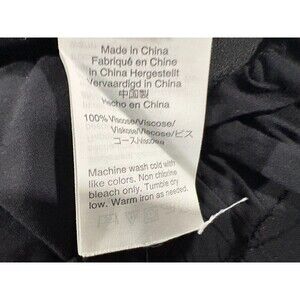 Made in China
Fabriqué en Chine
In China Hergestellt
Vervaardigd in China
中国製
Hecho en China
100% Viscose/Viscose/
Viskose/Viscose/ビス
コース/Viscosa
Machine wash cold with
like colors. Non chlorine
bleach only. Tumble dry
low. Warm iron as needed.